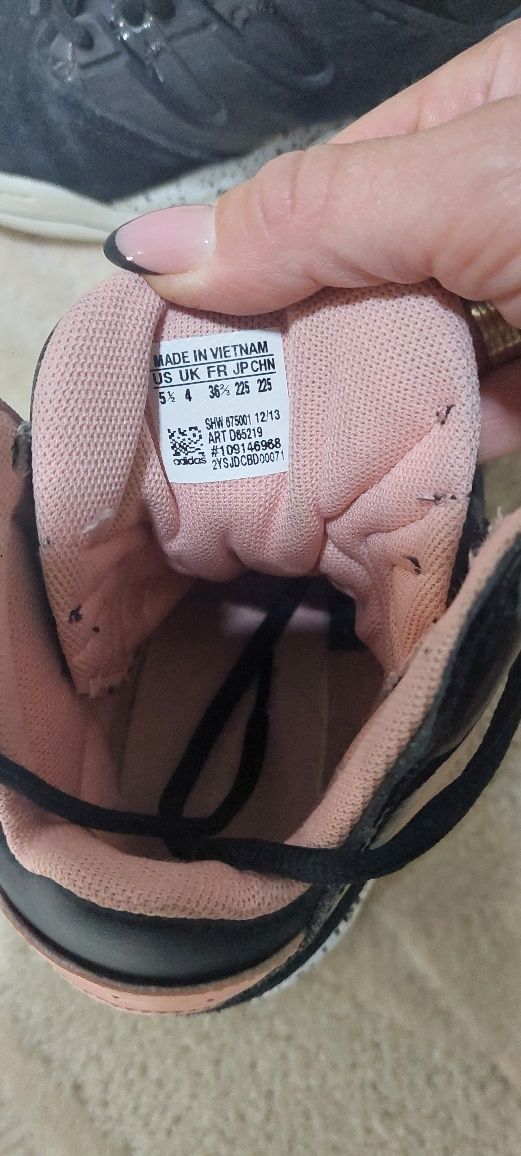 MADE IN VIETNAM
US UK FR JP CHN
5½ 4 36⅔ 225 225
SHW 675001 12/13
ART D65219
#109146968
adidas 2YSJDCBD00071